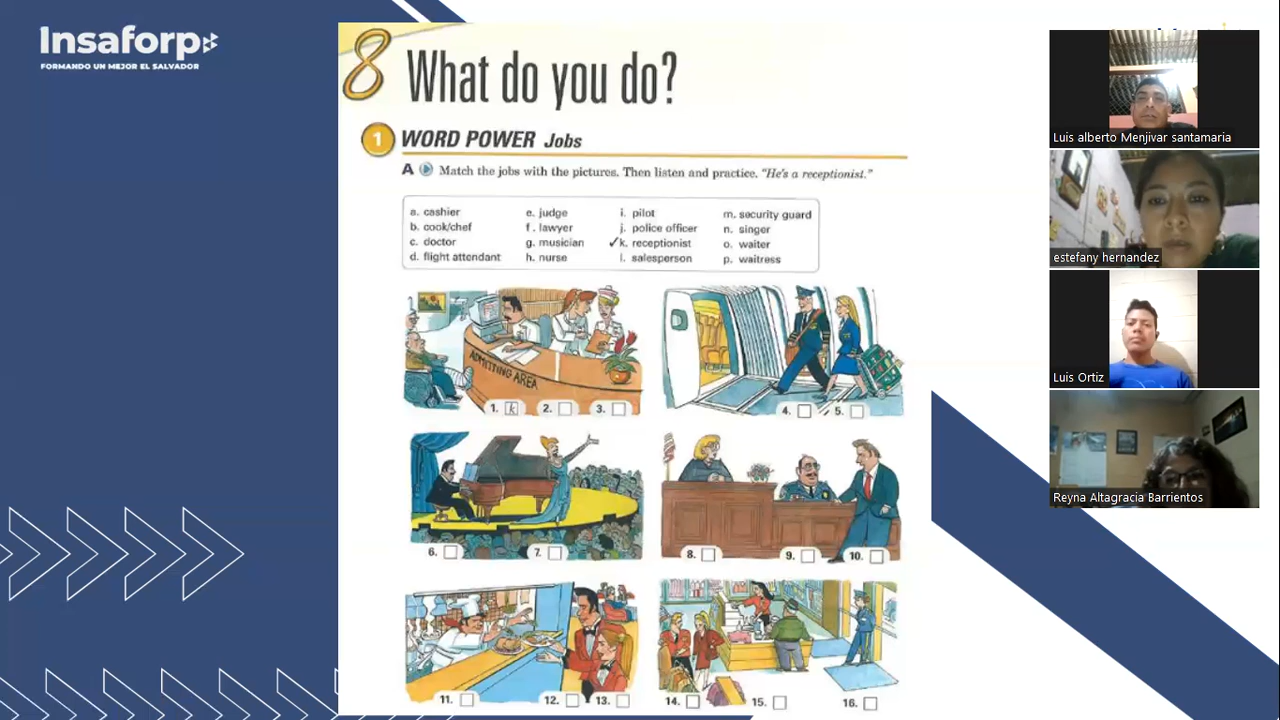 Insaforp
FORMANDO UN MEJOR EL SALVADOR
8 What do you do?
1 WORD POWER Jobs
A Match the jobs with the pictures. Then listen and practice. "He's a receptionist."
a. cashier
b. cook/chef
c. doctor
d. flight attendant
e. judge
f. lawyer
g. musician
h. nurse
i. pilot
j. police officer
✓k. receptionist
l. salesperson
m. security guard
n. singer
o. waiter
p. waitress
ADMITTING AREA
1. k 2. 3.
4. 5.
6. 7.
8. 9. 10.
11. 12. 13.
14. 15. 16.
Luis alberto Menjivar santamaria
estefany hernandez
Luis Ortiz
Reyna Altagracia Barrientos